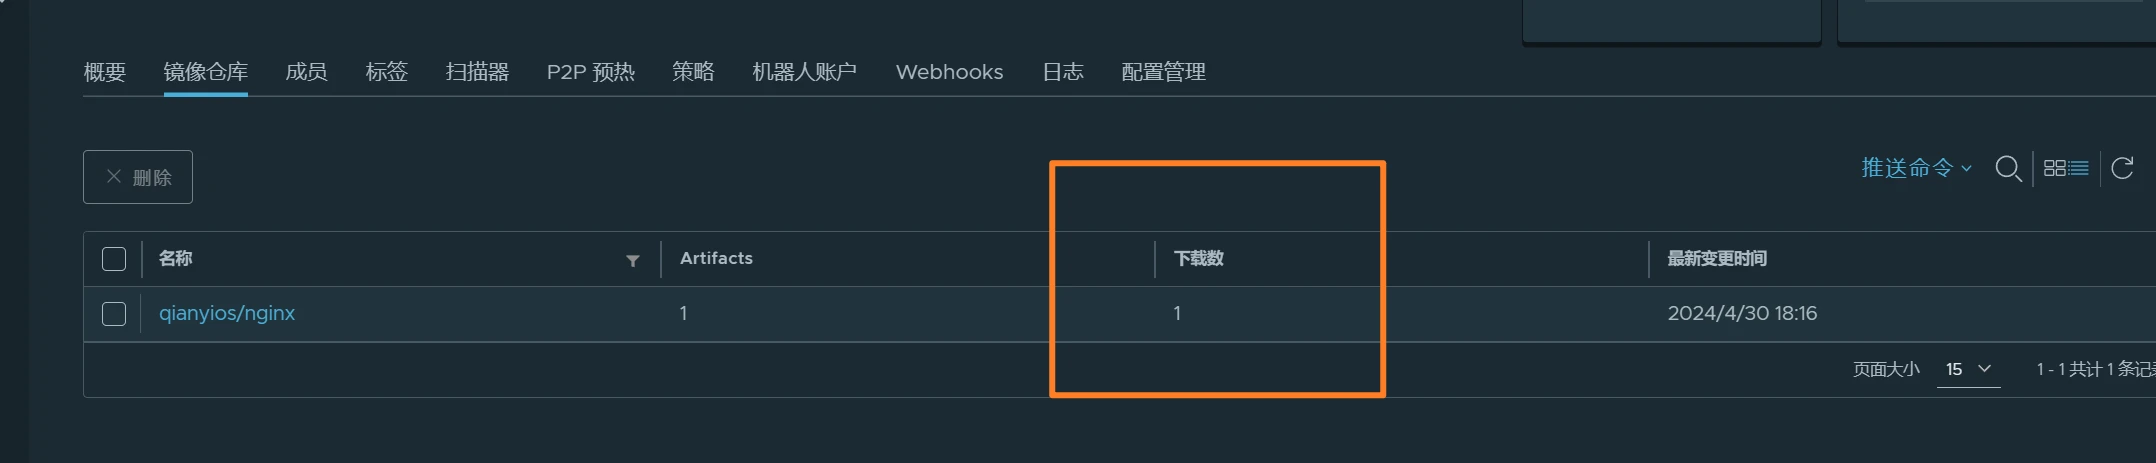 概要 镜像仓库 成员 标签 扫描器 P2P 预热 策略 机器人账户 Webhooks 日志 配置管理
删除 推送命令
名称 Artifacts 下载数 最新变更时间
qianyios/nginx 1 1 2024/4/30 18:16
页面大小 15 1 - 1 共计 1 条记